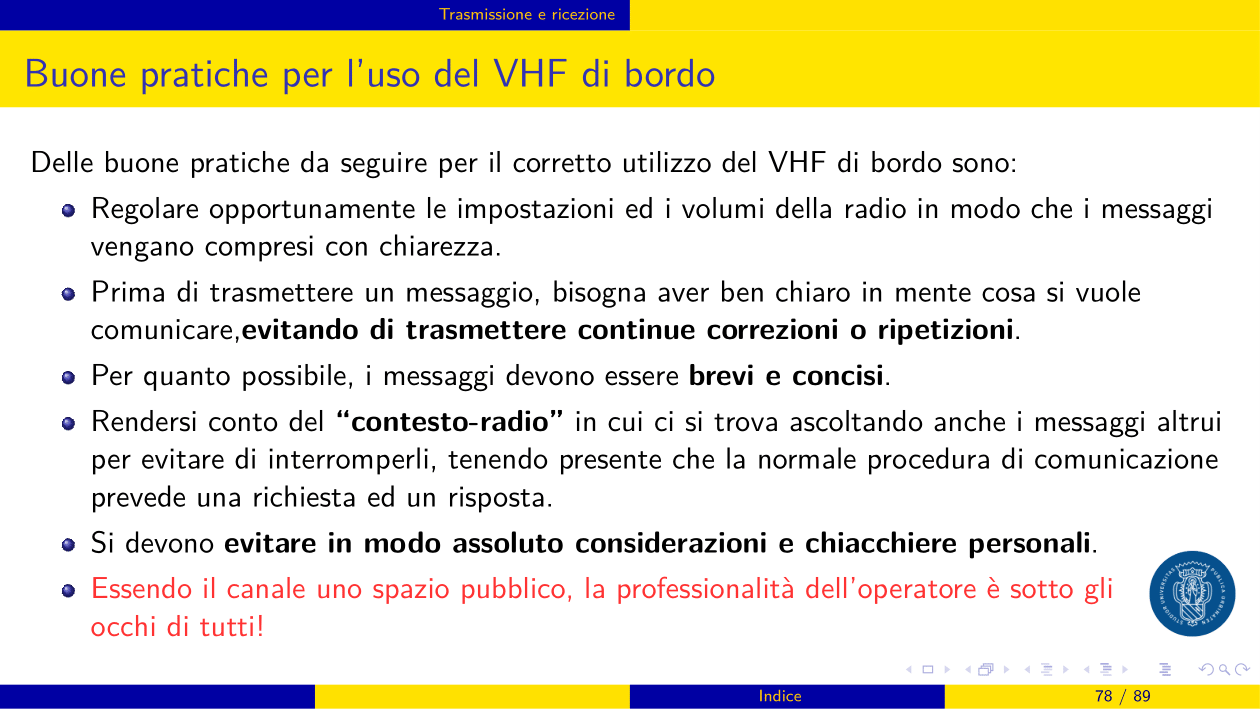 Trasmissione e ricezione
Buone pratiche per l'uso del VHF di bordo
Delle buone pratiche da seguire per il corretto utilizzo del VHF di bordo sono:
Regolare opportunamente le impostazioni ed i volumi della radio in modo che i messaggi
vengano compresi con chiarezza.
Prima di trasmettere un messaggio, bisogna aver ben chiaro in mente cosa si vuole
comunicare,evitando di trasmettere continue correzioni o ripetizioni.
Per quanto possibile, i messaggi devono essere brevi e concisi.
Rendersi conto del “contesto-radio” in cui ci si trova ascoltando anche i messaggi altrui
per evitare di interromperli, tenendo presente che la normale procedura di comunicazione
prevede una richiesta ed un risposta.
Si devono evitare in modo assoluto considerazioni e chiacchiere personali.
Essendo il canale uno spazio pubblico, la professionalità dell'operatore è sotto gli
occhi di tutti!
Indice
78 / 89